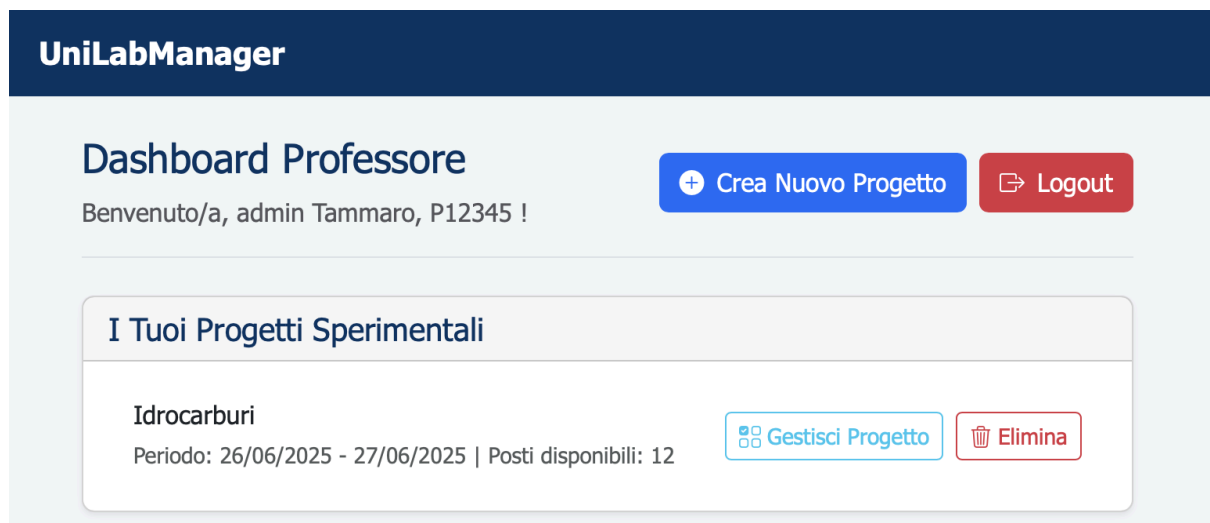 UniLabManager
Dashboard Professore
Benvenuto/a, admin Tammaro, P12345 !
Crea Nuovo Progetto
Logout
I Tuoi Progetti Sperimentali
Idrocarburi
Periodo: 26/06/2025 - 27/06/2025 | Posti disponibili: 12
Gestisci Progetto
Elimina